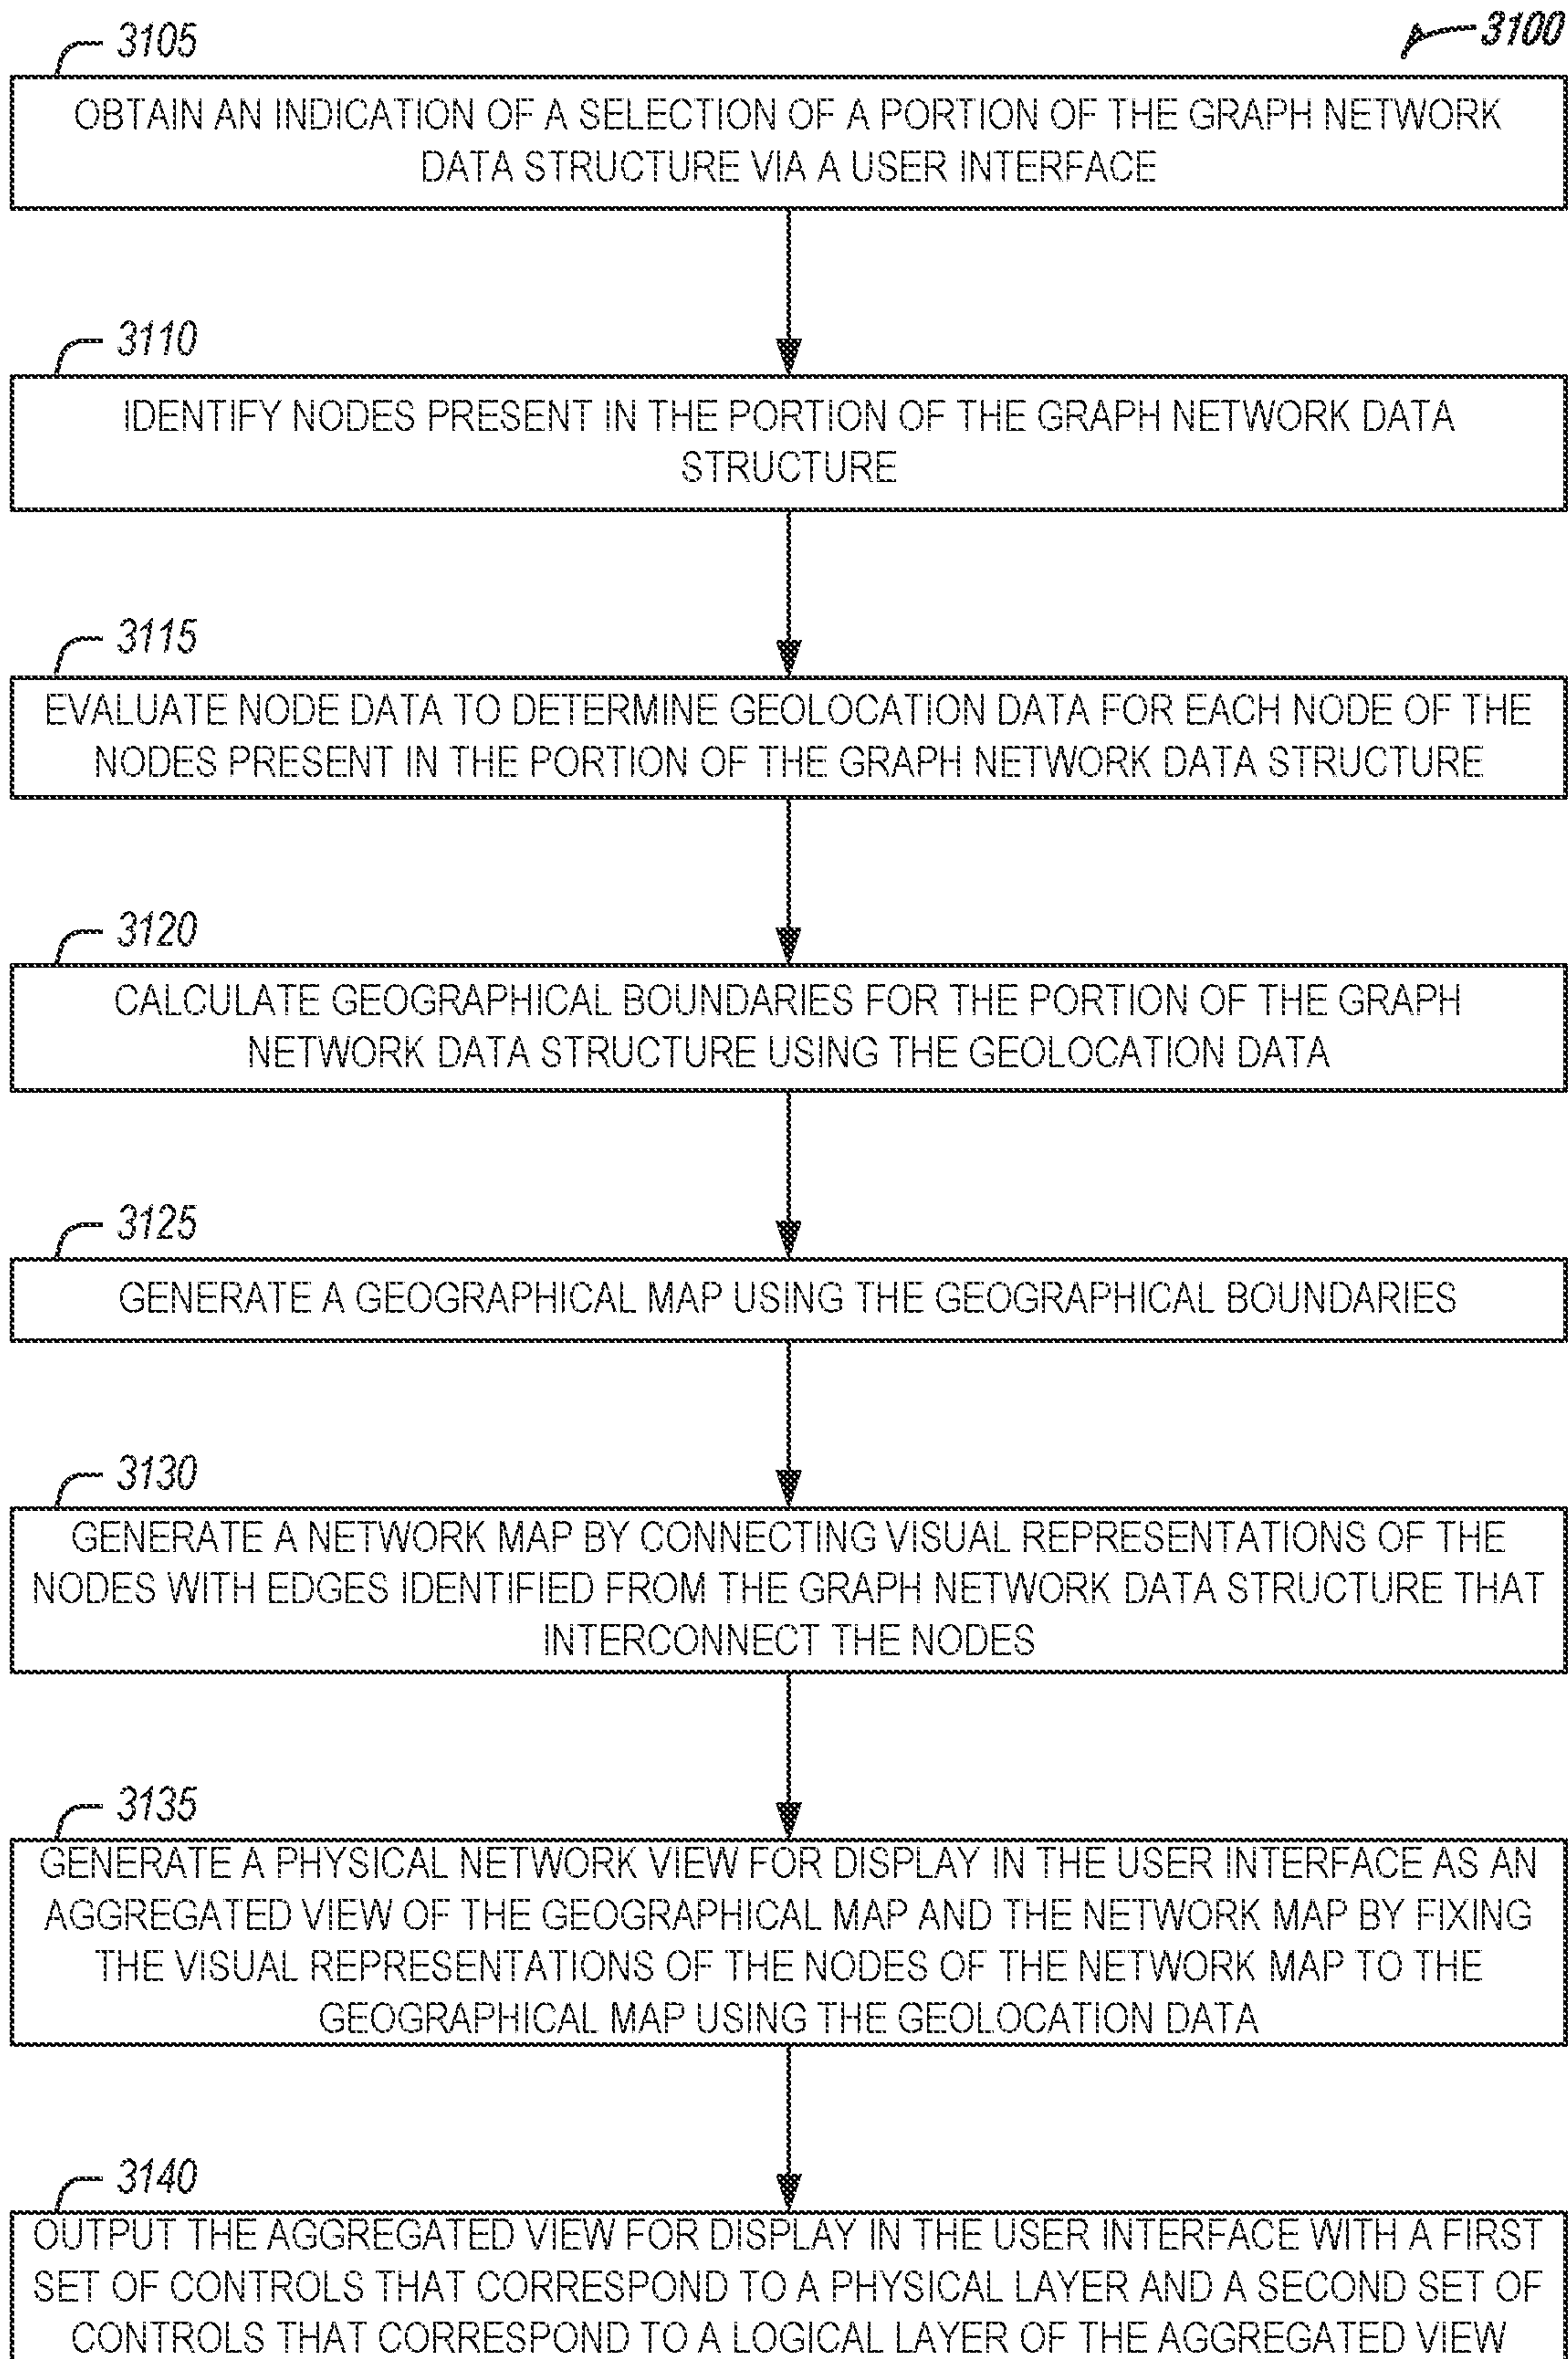 3100
3105
OBTAIN AN INDICATION OF A SELECTION OF A PORTION OF THE GRAPH NETWORK
DATA STRUCTURE VIA A USER INTERFACE
3110
IDENTIFY NODES PRESENT IN THE PORTION OF THE GRAPH NETWORK DATA
STRUCTURE
3115
EVALUATE NODE DATA TO DETERMINE GEOLOCATION DATA FOR EACH NODE OF THE
NODES PRESENT IN THE PORTION OF THE GRAPH NETWORK DATA STRUCTURE
3120
CALCULATE GEOGRAPHICAL BOUNDARIES FOR THE PORTION OF THE GRAPH
NETWORK DATA STRUCTURE USING THE GEOLOCATION DATA
3125
GENERATE A GEOGRAPHICAL MAP USING THE GEOGRAPHICAL BOUNDARIES
3130
GENERATE A NETWORK MAP BY CONNECTING VISUAL REPRESENTATIONS OF THE
NODES WITH EDGES IDENTIFIED FROM THE GRAPH NETWORK DATA STRUCTURE THAT
INTERCONNECT THE NODES
3135
GENERATE A PHYSICAL NETWORK VIEW FOR DISPLAY IN THE USER INTERFACE AS AN
AGGREGATED VIEW OF THE GEOGRAPHICAL MAP AND THE NETWORK MAP BY FIXING
THE VISUAL REPRESENTATIONS OF THE NODES OF THE NETWORK MAP TO THE
GEOGRAPHICAL MAP USING THE GEOLOCATION DATA
3140
OUTPUT THE AGGREGATED VIEW FOR DISPLAY IN THE USER INTERFACE WITH A FIRST
SET OF CONTROLS THAT CORRESPOND TO A PHYSICAL LAYER AND A SECOND SET OF
CONTROLS THAT CORRESPOND TO A LOGICAL LAYER OF THE AGGREGATED VIEW